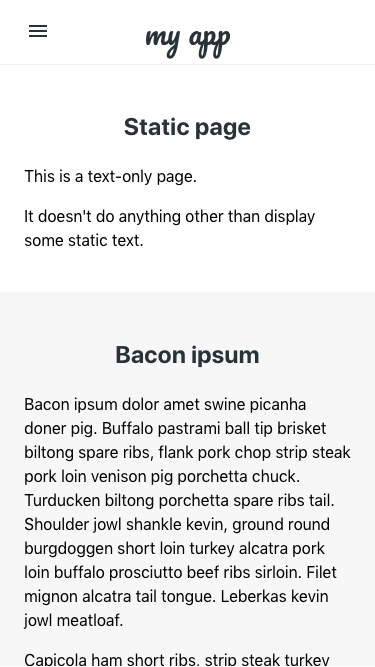 my app
Static page
This is a text-only page.
It doesn't do anything other than display
some static text.
Bacon ipsum
Bacon ipsum dolor amet swine picanha
doner pig. Buffalo pastrami ball tip brisket
biltong spare ribs, flank pork chop strip steak
pork loin venison pig porchetta chuck.
Turducken biltong porchetta spare ribs tail.
Shoulder jowl shankle kevin, ground round
burgdoggen short loin turkey alcatra pork
loin buffalo prosciutto beef ribs sirloin. Filet
mignon alcatra tail tongue. Leberkas kevin
jowl meatloaf.
Capicola ham short ribs, strip steak turkey